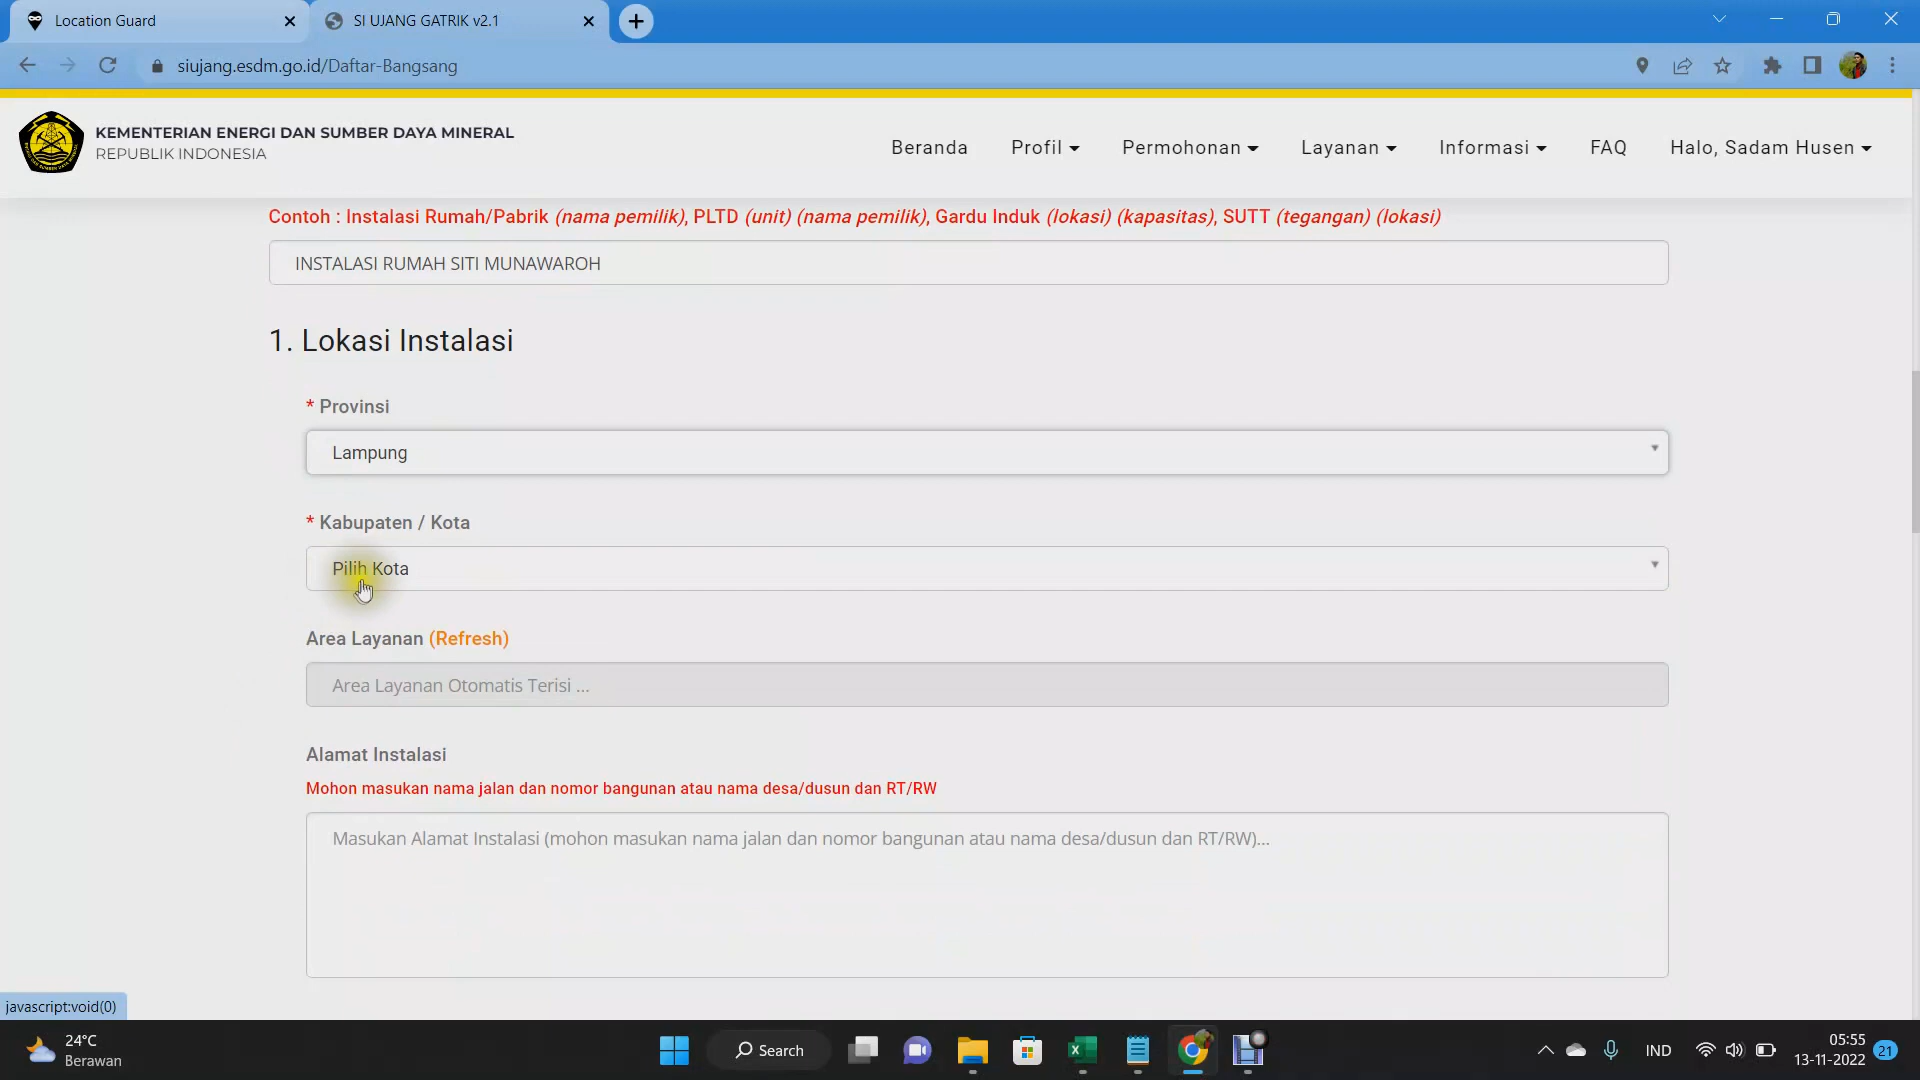 Location Guard
SI UJANG GATRIK v2.1
siujang.esdm.go.id/Daftar-Bangsang
KEMENTERIAN ENERGI DAN SUMBER DAYA MINERAL
REPUBLIK INDONESIA
Beranda
Profil
Permohonan
Layanan
Informasi
FAQ
Halo, Sadam Husen
Contoh : Instalasi Rumah/Pabrik (nama pemilik), PLTD (unit) (nama pemilik), Gardu Induk (lokasi) (kapasitas), SUTT (tegangan) (lokasi)
INSTALASI RUMAH SITI MUNAWAROH
1. Lokasi Instalasi
* Provinsi
Lampung
* Kabupaten / Kota
Pilih Kota
Area Layanan (Refresh)
Area Layanan Otomatis Terisi ...
Alamat Instalasi
Mohon masukan nama jalan dan nomor bangunan atau nama desa/dusun dan RT/RW
Masukan Alamat Instalasi (mohon masukan nama jalan dan nomor bangunan atau nama desa/dusun dan RT/RW)...
javascript:void(0)
24°C
Berawan
Search
IND
05:55
13-11-2022
21